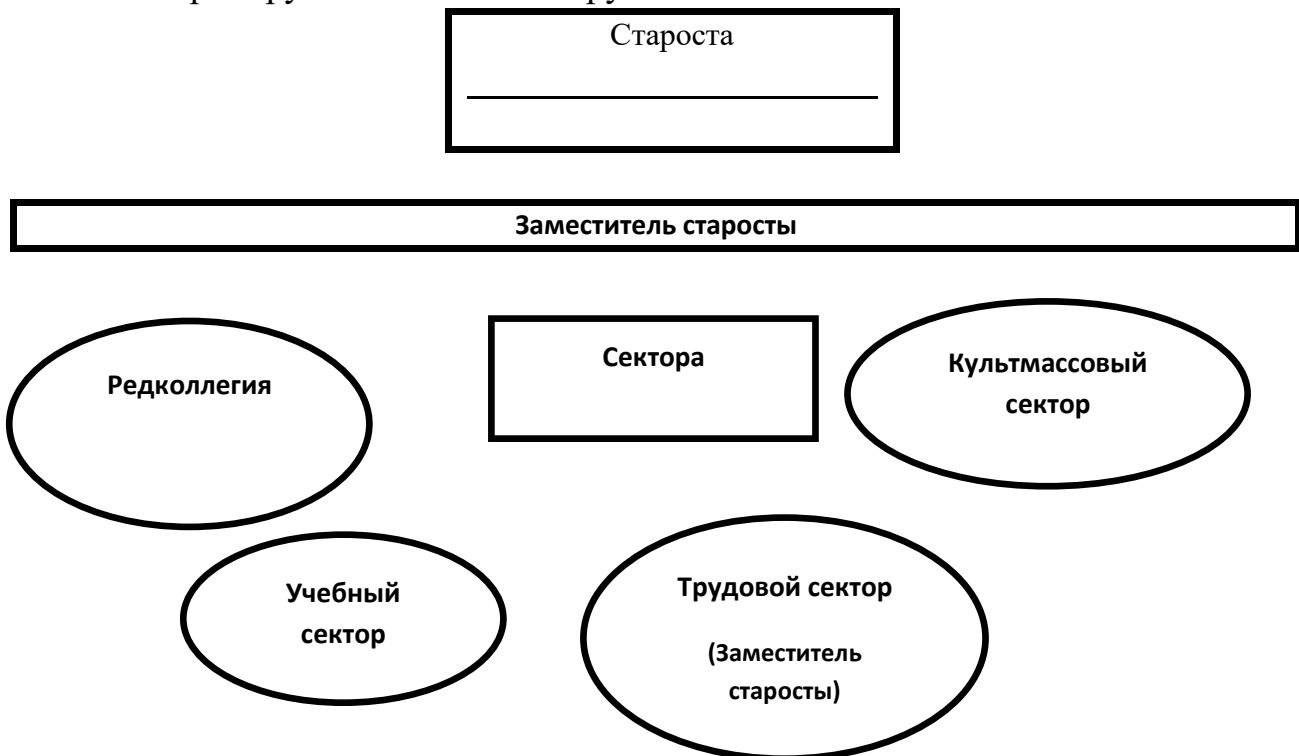 Староста
Заместитель старосты
Редколлегия
Сектора
Культмассовый
сектор
Учебный
сектор
Трудовой сектор
(Заместитель
старосты)